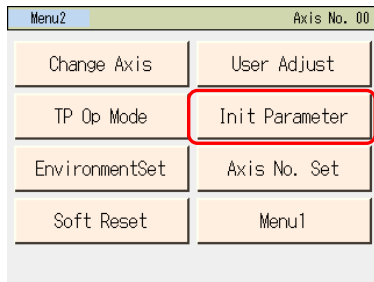 Menu2 Axis No. 00
Change Axis User Adjust
TP Op Mode Init Parameter
EnvironmentSet Axis No. Set
Soft Reset Menu1